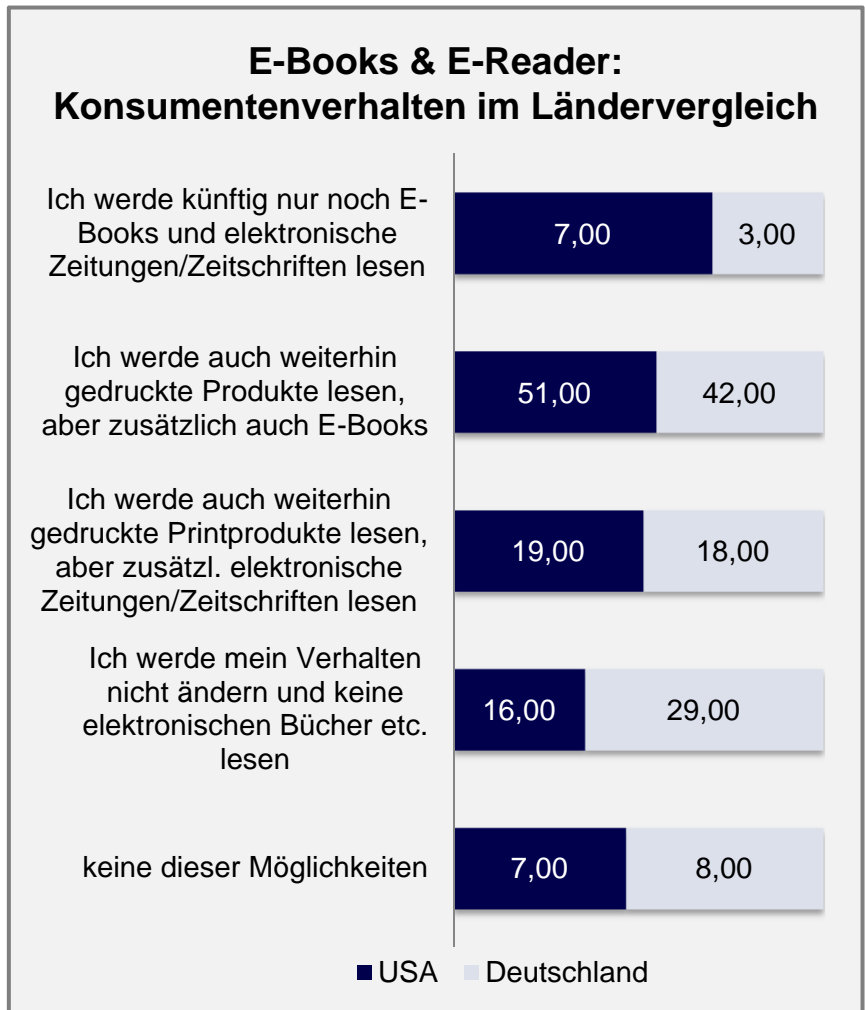 E-Books & E-Reader:
Konsumentenverhalten im Ländervergleich
Ich werde künftig nur noch E-
Books und elektronische
Zeitungen/Zeitschriften lesen
7,00
3,00
Ich werde auch weiterhin
gedruckte Produkte lesen,
aber zusätzlich auch E-Books
51,00
42,00
Ich werde auch weiterhin
gedruckte Printprodukte lesen,
aber zusätzl. elektronische
Zeitungen/Zeitschriften lesen
19,00
18,00
Ich werde mein Verhalten
nicht ändern und keine
elektronischen Bücher etc.
lesen
16,00
29,00
keine dieser Möglichkeiten
7,00
8,00
USA
Deutschland